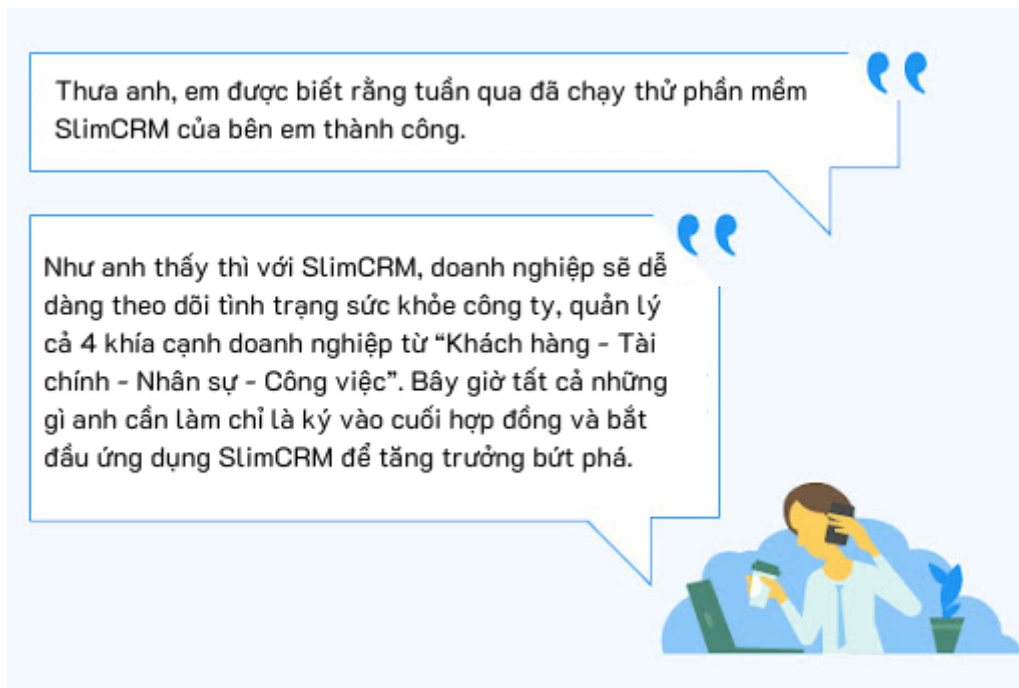 Thưa anh, em được biết rằng tuần qua đã chạy thử phần mềm
SlimCRM của bên em thành công.
Như anh thấy thì với SlimCRM, doanh nghiệp sẽ dễ
dàng theo dõi tình trạng sức khỏe công ty, quản lý
cả 4 khía cạnh doanh nghiệp từ “Khách hàng - Tài
chính - Nhân sự - Công việc”. Bây giờ tất cả những
gì anh cần làm chỉ là ký vào cuối hợp đồng và bắt
đầu ứng dụng SlimCRM để tăng trưởng bứt phá.